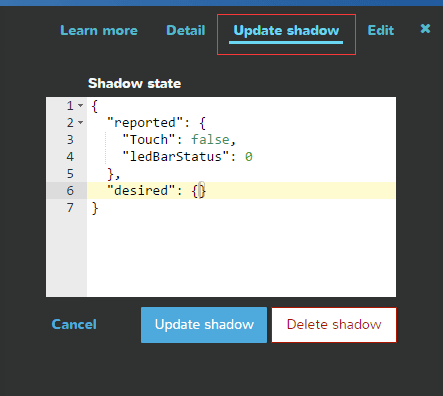 Learn more Detail Update shadow Edit ×
Shadow state
1 {
2 "reported": {
3 "Touch": false,
4 "ledBarStatus": 0
5 },
6 "desired": {}
7 }
Cancel Update shadow Delete shadow